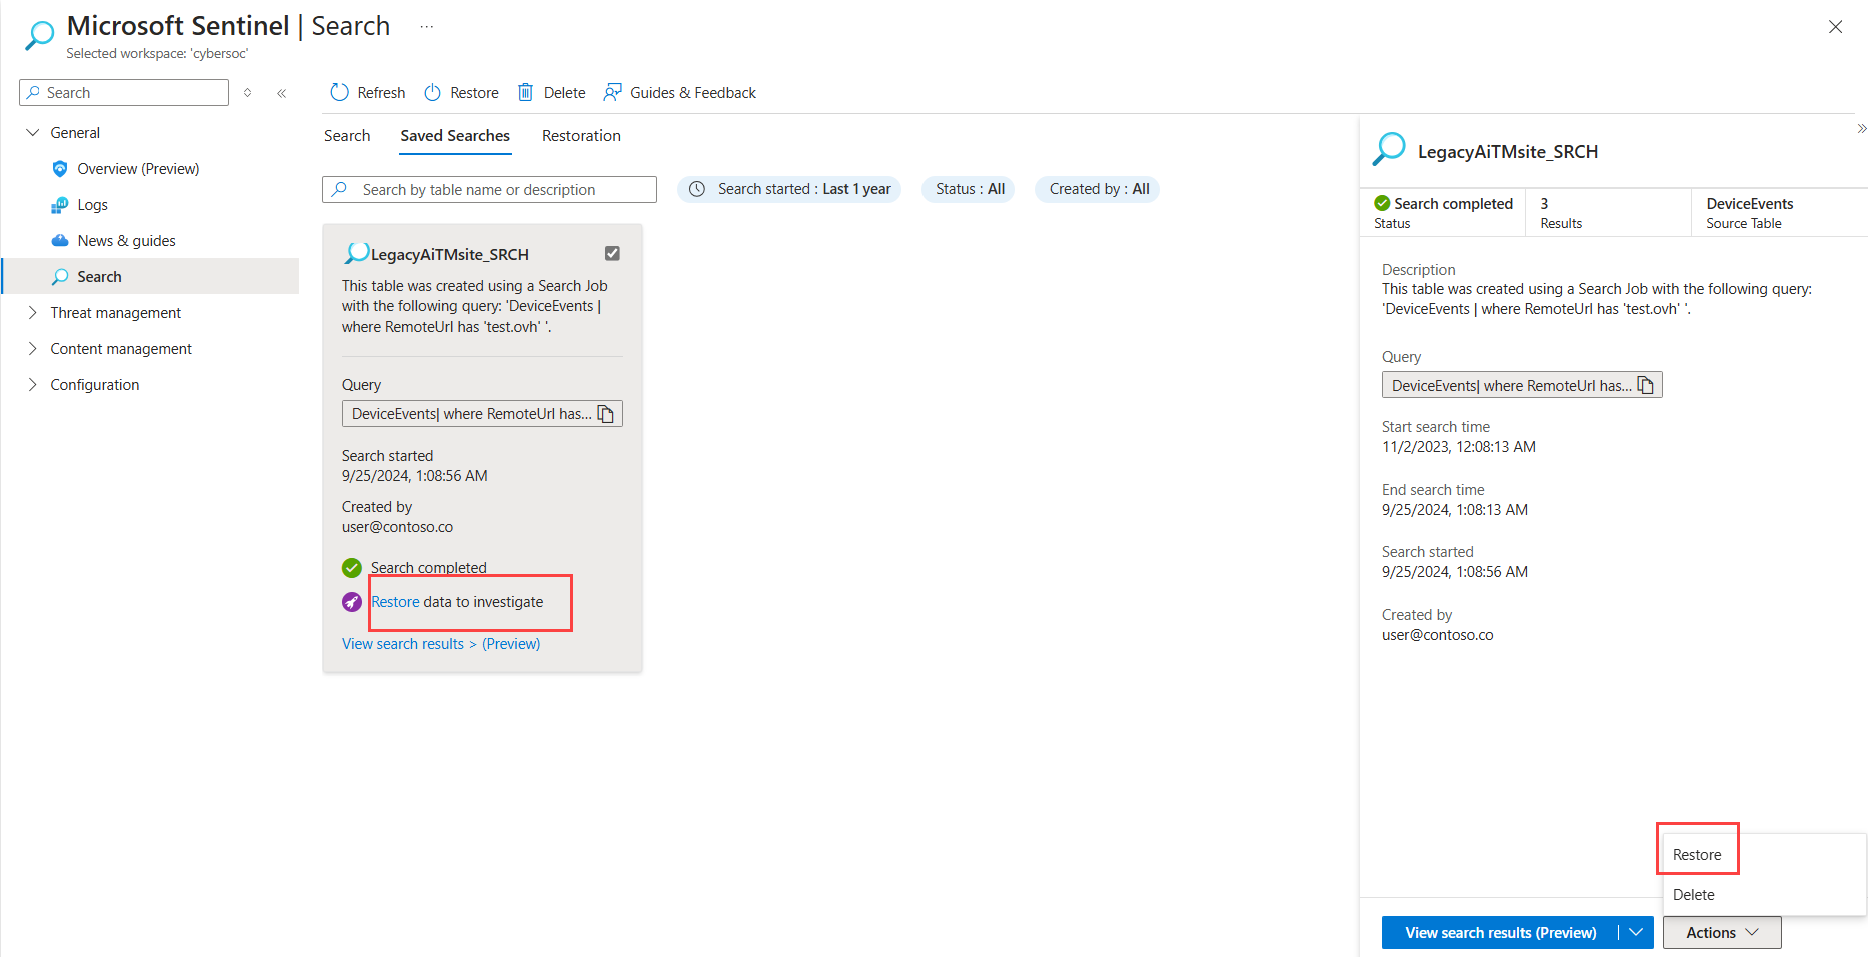 Microsoft Sentinel | Search ...
Selected workspace: 'cybersoc'
Search
General
Overview (Preview)
Logs
News & guides
Search
Threat management
Content management
Configuration
Refresh
Restore
Delete
Guides & Feedback
Search
Saved Searches
Restoration
Search by table name or description
Search started : Last 1 year
Status : All
Created by : All
LegacyAiTMsite_SRCH
This table was created using a Search Job
with the following query: 'DeviceEvents |
where RemoteUrl has 'test.ovh' '.
Query
DeviceEvents| where RemoteUrl has...
Search started
9/25/2024, 1:08:56 AM
Created by
user@contoso.co
Search completed
Restore data to investigate
View search results > (Preview)
LegacyAiTMsite_SRCH
Search completed
Status
3
Results
DeviceEvents
Source Table
Description
This table was created using a Search Job with the following query:
'DeviceEvents | where RemoteUrl has 'test.ovh' '.
Query
DeviceEvents| where RemoteUrl has...
Start search time
11/2/2023, 12:08:13 AM
End search time
9/25/2024, 1:08:13 AM
Search started
9/25/2024, 1:08:56 AM
Created by
user@contoso.co
Restore
Delete
View search results (Preview)
Actions